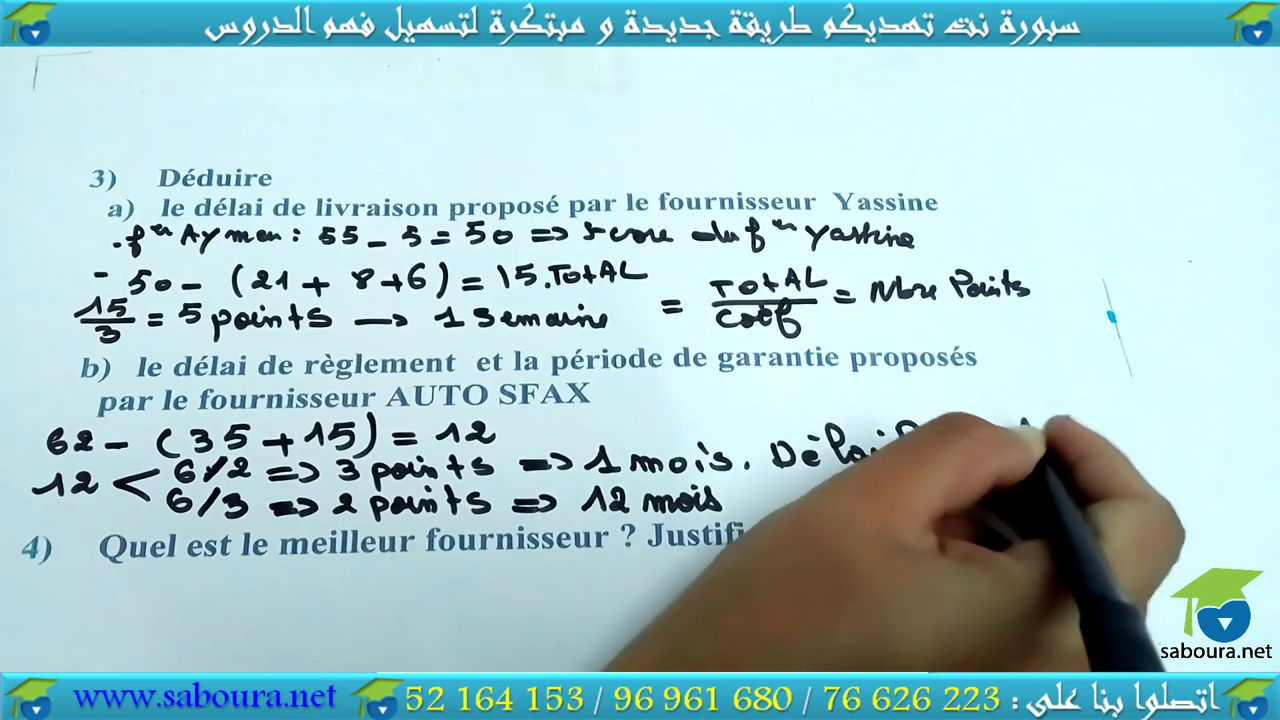 سبورة نت تهديكم طريقة جديدة و مبتكرة لتسهيل فهم الدروس
3) Déduire
a) le délai de livraison proposé par le fournisseur Yassine
. f eur Aymen : 55 - 5 = 50 => Score du f eur Yassine
- 50 - (21 + 8 + 6) = 15. TOTAL
15/3 = 5 points → 1 Semaine = TOTAL/Coef = Nbre Points
b) le délai de règlement et la période de garantie proposés
par le fournisseur AUTO SFAX
62 - (35 + 15) = 12
12 < 6/2 => 3 points => 1 mois. Délai
6/3 => 2 points => 12 mois
4) Quel est le meilleur fournisseur ? Justifi
saboura.net
www.saboura.net
اتصلوا بنا على : 52 164 153 / 96 961 680 / 76 626 223